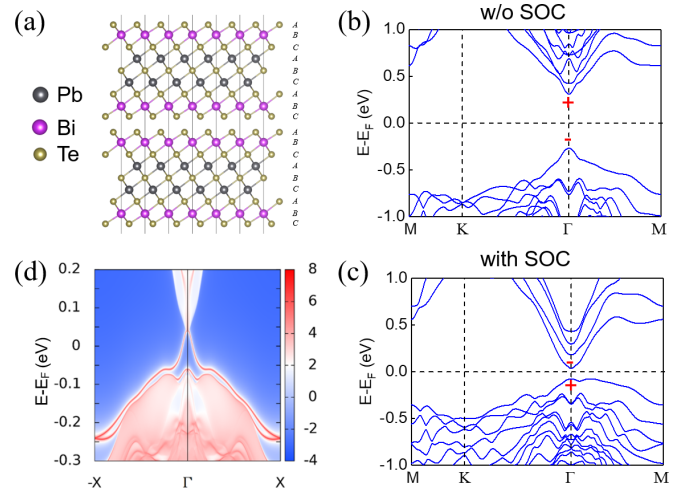 (a)
A
B
C
A
B
C
A
B
C
A
B
C
A
B
C
A
B
C
Pb
Bi
Te
(b)
w/o SOC
E-E_F (eV)
1.0
0.5
0.0
-0.5
-1.0
+
-
M K Γ M
(d)
E-E_F (eV)
0.2
0.1
0
-0.1
-0.2
-0.3
-X Γ X
8
6
4
2
0
-2
-4
(c)
with SOC
E-E_F (eV)
1.0
0.5
0.0
-0.5
-1.0
-
+
M K Γ M